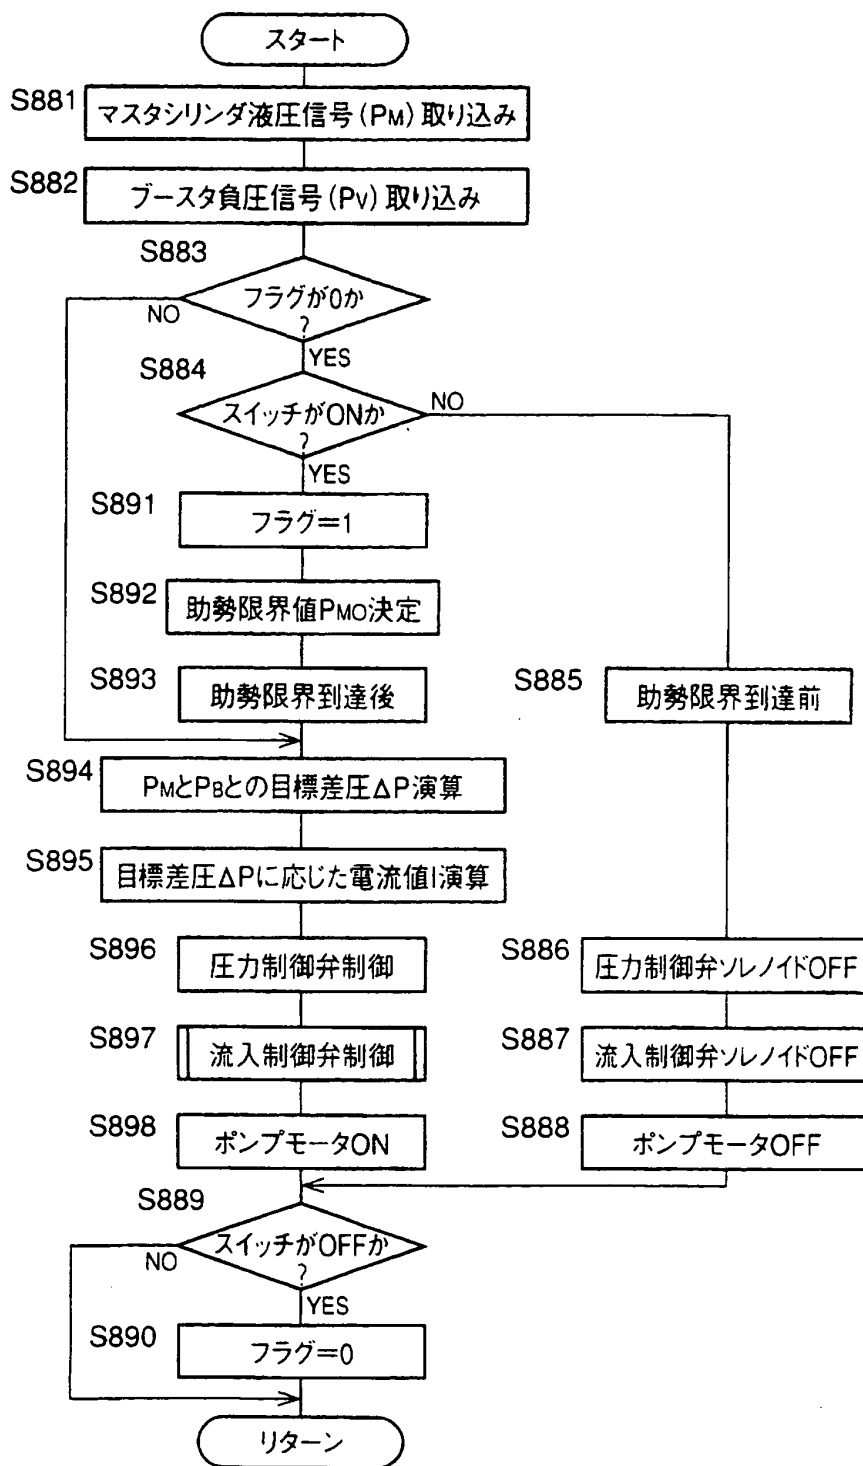 スタート
S881
マスタシリンダ液圧信号(PM)取り込み
S882
ブースタ負圧信号(PV)取り込み
S883
フラグが0か
?
NO
YES
S884
スイッチがONか
?
NO
YES
S891
フラグ=1
S892
助勢限界値PMO決定
S893
助勢限界到達後
S885
助勢限界到達前
S894
PMとPBとの目標差圧ΔP演算
S895
目標差圧ΔPに応じた電流値I演算
S896
圧力制御弁制御
S886
圧力制御弁ソレノイドOFF
S897
流入制御弁制御
S887
流入制御弁ソレノイドOFF
S898
ポンプモータON
S888
ポンプモータOFF
S889
スイッチがOFFか
?
NO
YES
S890
フラグ=0
リターン